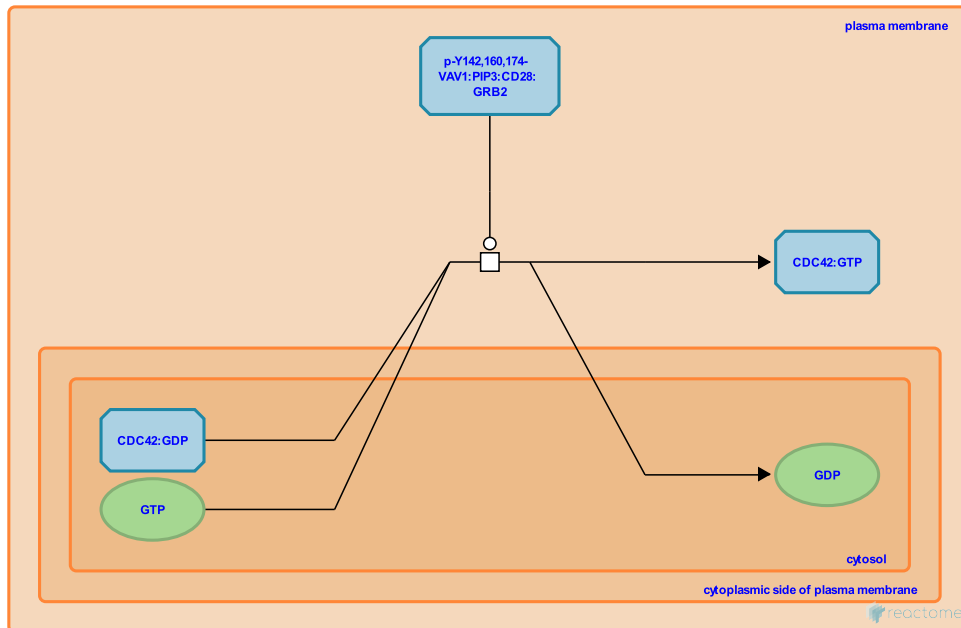 plasma membrane
p-Y142,160,174-
VAV1:PIP3:CD28:
GRB2
CDC42:GTP
CDC42:GDP
GTP
GDP
cytosol
cytoplasmic side of plasma membrane
reactome